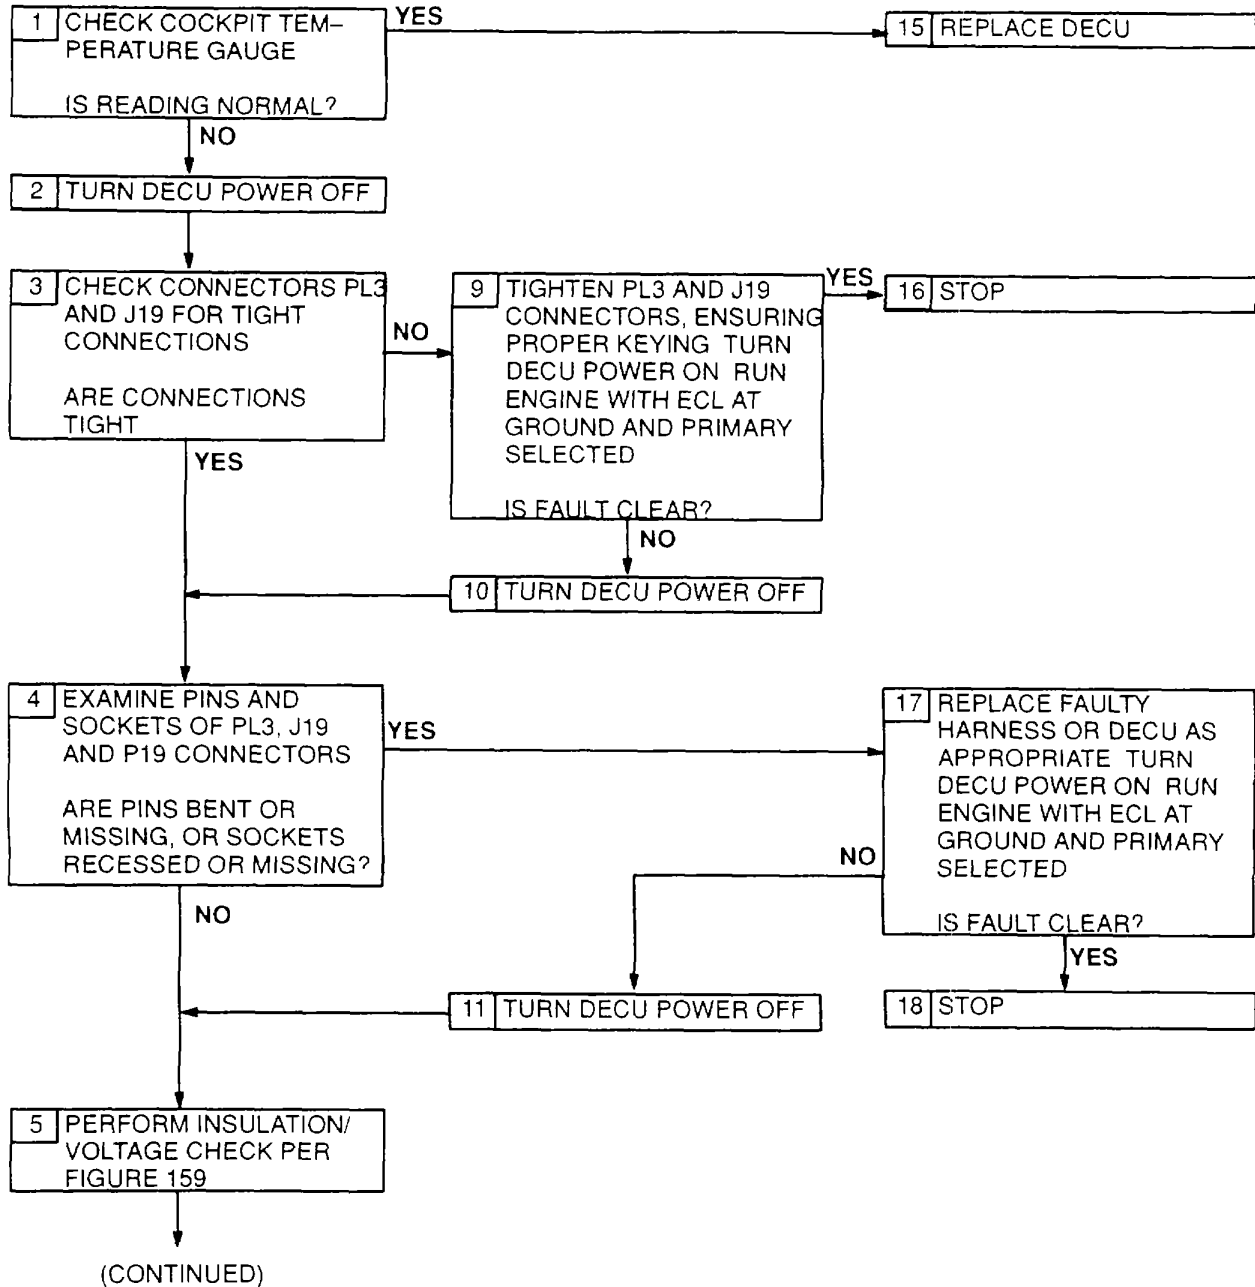 1 CHECK COCKPIT TEM–
PERATURE GAUGE
IS READING NORMAL?
YES
15 REPLACE DECU
NO
2 TURN DECU POWER OFF
3 CHECK CONNECTORS PL3
AND J19 FOR TIGHT
CONNECTIONS
ARE CONNECTIONS
TIGHT
NO
9 TIGHTEN PL3 AND J19
CONNECTORS, ENSURING
PROPER KEYING TURN
DECU POWER ON RUN
ENGINE WITH ECL AT
GROUND AND PRIMARY
SELECTED
IS FAULT CLEAR?
YES
16 STOP
YES
NO
10 TURN DECU POWER OFF
4 EXAMINE PINS AND
SOCKETS OF PL3, J19
AND P19 CONNECTORS
ARE PINS BENT OR
MISSING, OR SOCKETS
RECESSED OR MISSING?
YES
17 REPLACE FAULTY
HARNESS OR DECU AS
APPROPRIATE TURN
DECU POWER ON RUN
ENGINE WITH ECL AT
GROUND AND PRIMARY
SELECTED
IS FAULT CLEAR?
NO
NO
YES
11 TURN DECU POWER OFF
18 STOP
5 PERFORM INSULATION/
VOLTAGE CHECK PER
FIGURE 159
(CONTINUED)